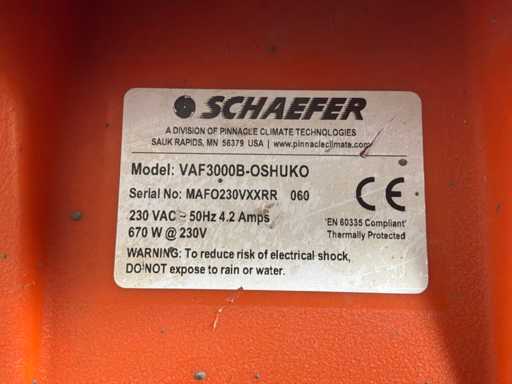 SCHAEFER
A DIVISION OF PINNACLE CLIMATE TECHNOLOGIES
SAUK RAPIDS, MN 56379 USA | www.pinnacleclimate.com
Model: VAF3000B-OSHUKO
Serial No: MAFO230VXXRR 060
230 VAC ~ 50Hz 4.2 Amps
670 W @ 230V
CE
'EN 60335 Compliant'
Thermally Protected
WARNING: To reduce risk of electrical shock,
DO NOT expose to rain or water.